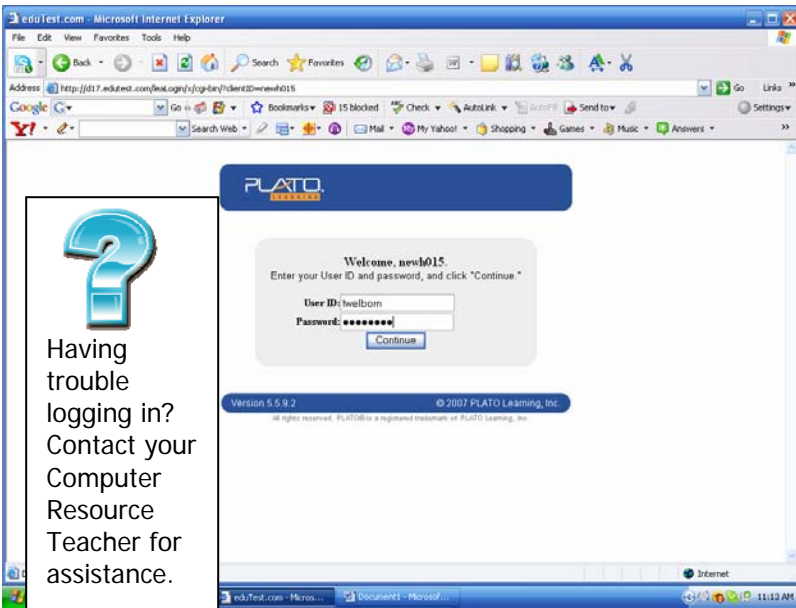 eduTest.com - Microsoft Internet Explorer
File Edit View Favorites Tools Help
Back Search Favorites
Address http://d17.edutest.com/leaLogin/x/cgi-bin/?clientID=newh015 Go Links »
Google G Go Bookmarks 15 blocked Check AutoLink AutoFill Send to Settings
Y! Search Web Mail My Yahoo! Shopping Games Music Answers »
PLATO
LEARNING
Welcome, newh015.
Enter your User ID and password, and click "Continue."
User ID: twelborn
Password: ●●●●●●●●
Continue
Version 5.5.9.2 © 2007 PLATO Learning, Inc.
All rights reserved. PLATO® is a registered trademark of PLATO Learning, Inc.
?
Having
trouble
logging in?
Contact your
Computer
Resource
Teacher for
assistance.
Internet
eduTest.com - Micros... Document1 - Microsof... 11:13 AM